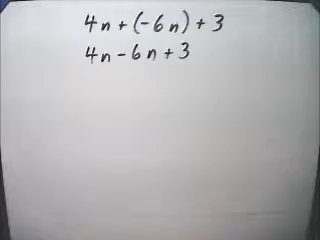 4n + (-6n) + 3
4n - 6n + 3